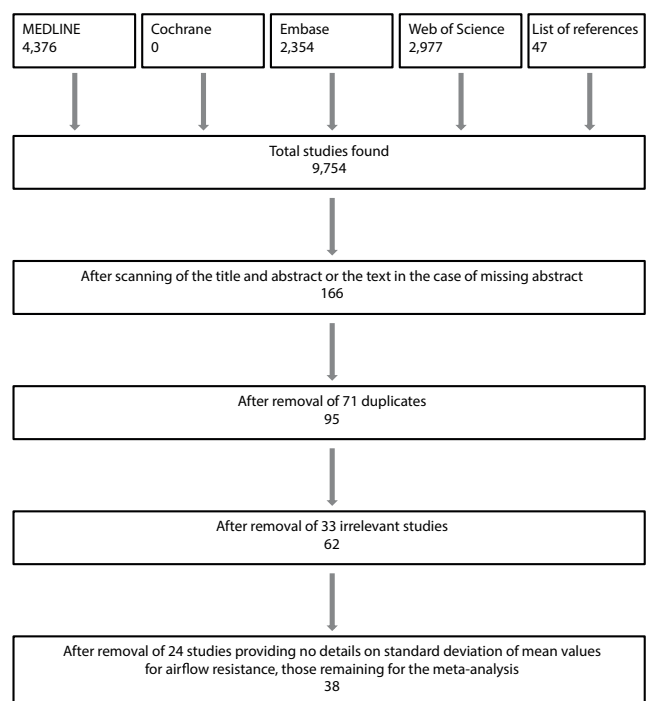 MEDLINE
4,376
Cochrane
0
Embase
2,354
Web of Science
2,977
List of references
47
Total studies found
9,754
After scanning of the title and abstract or the text in the case of missing abstract
166
After removal of 71 duplicates
95
After removal of 33 irrelevant studies
62
After removal of 24 studies providing no details on standard deviation of mean values
for airflow resistance, those remaining for the meta-analysis
38